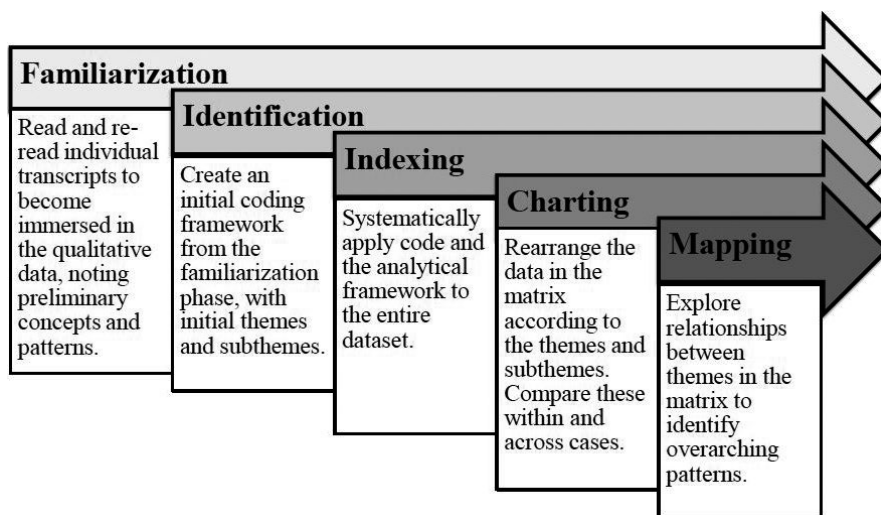 Familiarization
Read and re-
read individual
transcripts to
become
immersed in
the qualitative
data, noting
preliminary
concepts and
patterns.
Identification
Create an
initial coding
framework
from the
familiarization
phase, with
initial themes
and subthemes.
Indexing
Systematically
apply code and
the analytical
framework to
the entire
dataset.
Charting
Rearrange the
data in the
matrix
according to
the themes and
subthemes.
Compare these
within and
across cases.
Mapping
Explore
relationships
between
themes in the
matrix to
identify
overarching
patterns.